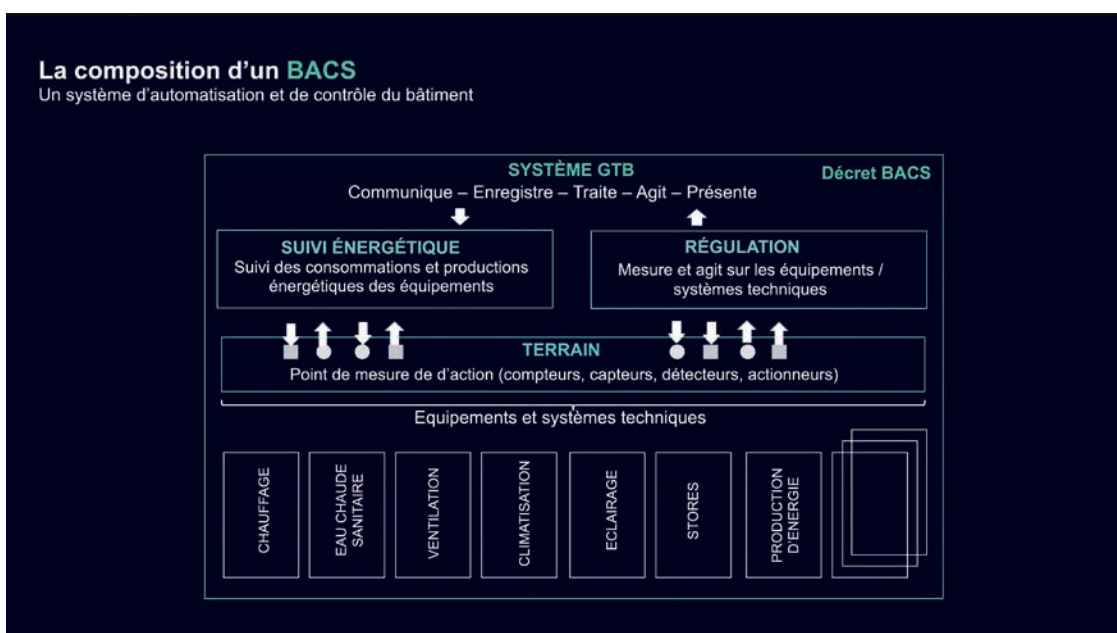 La composition d'un BACS
Un système d'automatisation et de contrôle du bâtiment
SYSTÈME GTB
Décret BACS
Communique – Enregistre – Traite – Agit – Présente
SUIVI ÉNERGÉTIQUE
Suivi des consommations et productions
énergétiques des équipements
RÉGULATION
Mesure et agit sur les équipements /
systèmes techniques
TERRAIN
Point de mesure de d'action (compteurs, capteurs, détecteurs, actionneurs)
Equipements et systèmes techniques
CHAUFFAGE
EAU CHAUDE
SANITAIRE
VENTILATION
CLIMATISATION
ECLAIRAGE
STORES
PRODUCTION
D'ENERGIE